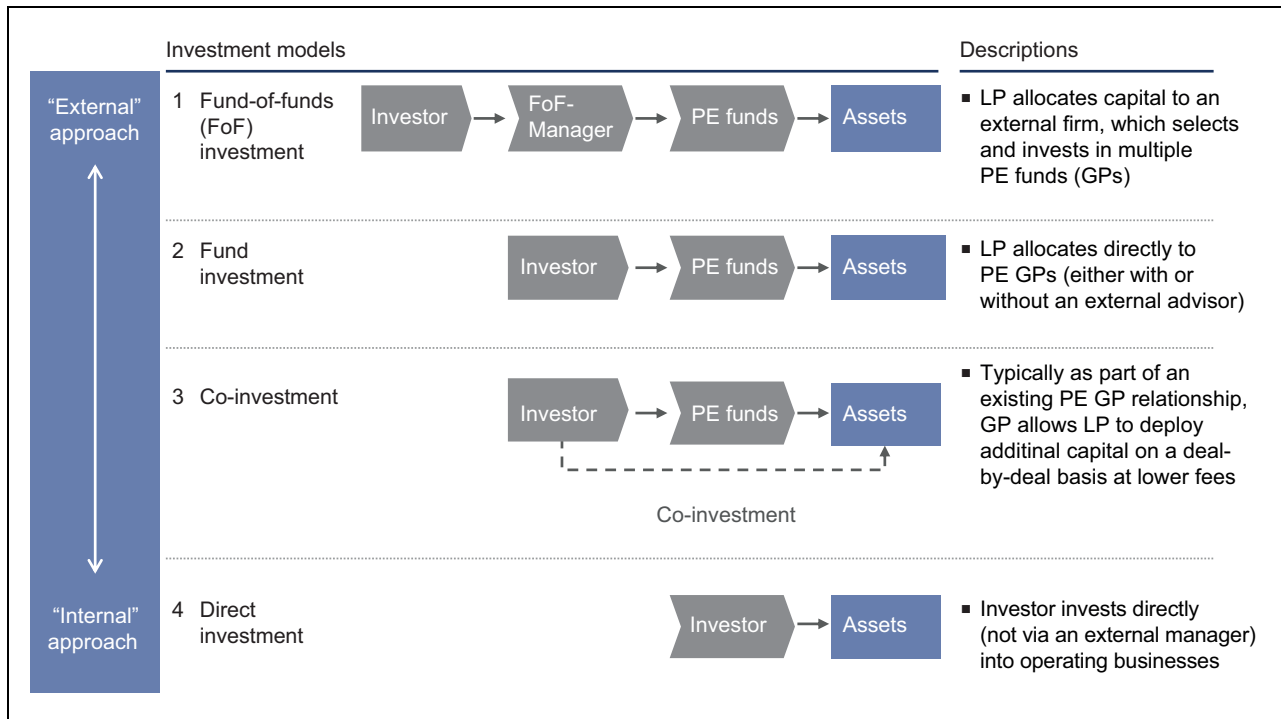 Investment models
Descriptions
“External”
approach
1 Fund-of-funds
(FoF)
investment
Investor
FoF-
Manager
PE funds
Assets
■ LP allocates capital to an
external firm, which selects
and invests in multiple
PE funds (GPs)
2 Fund
investment
Investor
PE funds
Assets
■ LP allocates directly to
PE GPs (either with or
without an external advisor)
3 Co-investment
Investor
PE funds
Assets
Co-investment
■ Typically as part of an
existing PE GP relationship,
GP allows LP to deploy
additinal capital on a deal-
by-deal basis at lower fees
“Internal”
approach
4 Direct
investment
Investor
Assets
■ Investor invests directly
(not via an external manager)
into operating businesses